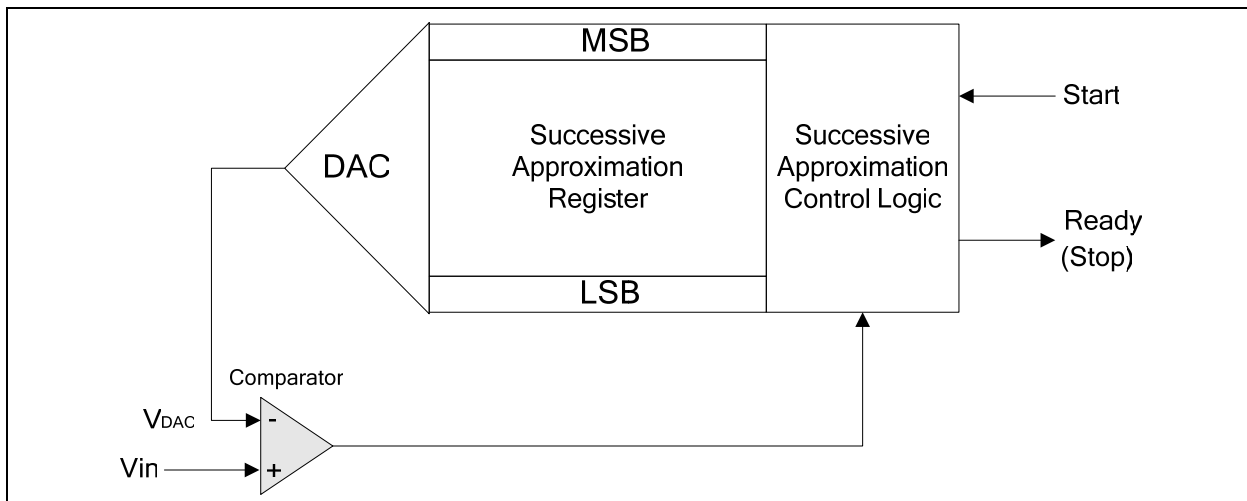 MSB
DAC
Successive
Approximation
Register
Successive
Approximation
Control Logic
Start
Ready
(Stop)
LSB
Comparator
VDAC
-
Vin
+